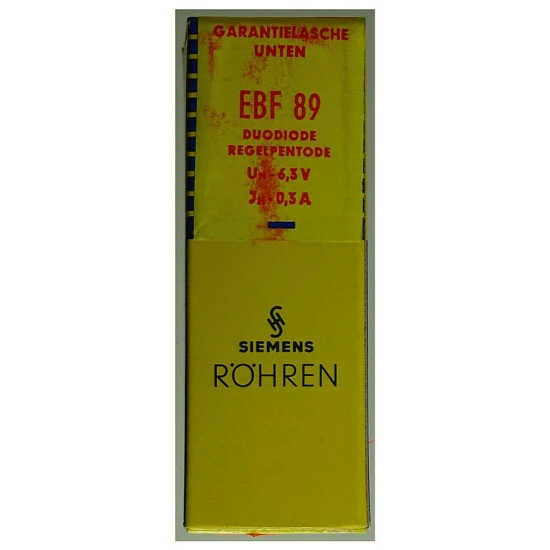 GARANTIELASCHE
UNTEN
EBF 89
DUODIODE
REGELPENTODE
UH=6,3 V
JH=0,3 A
SIEMENS
RÖHREN